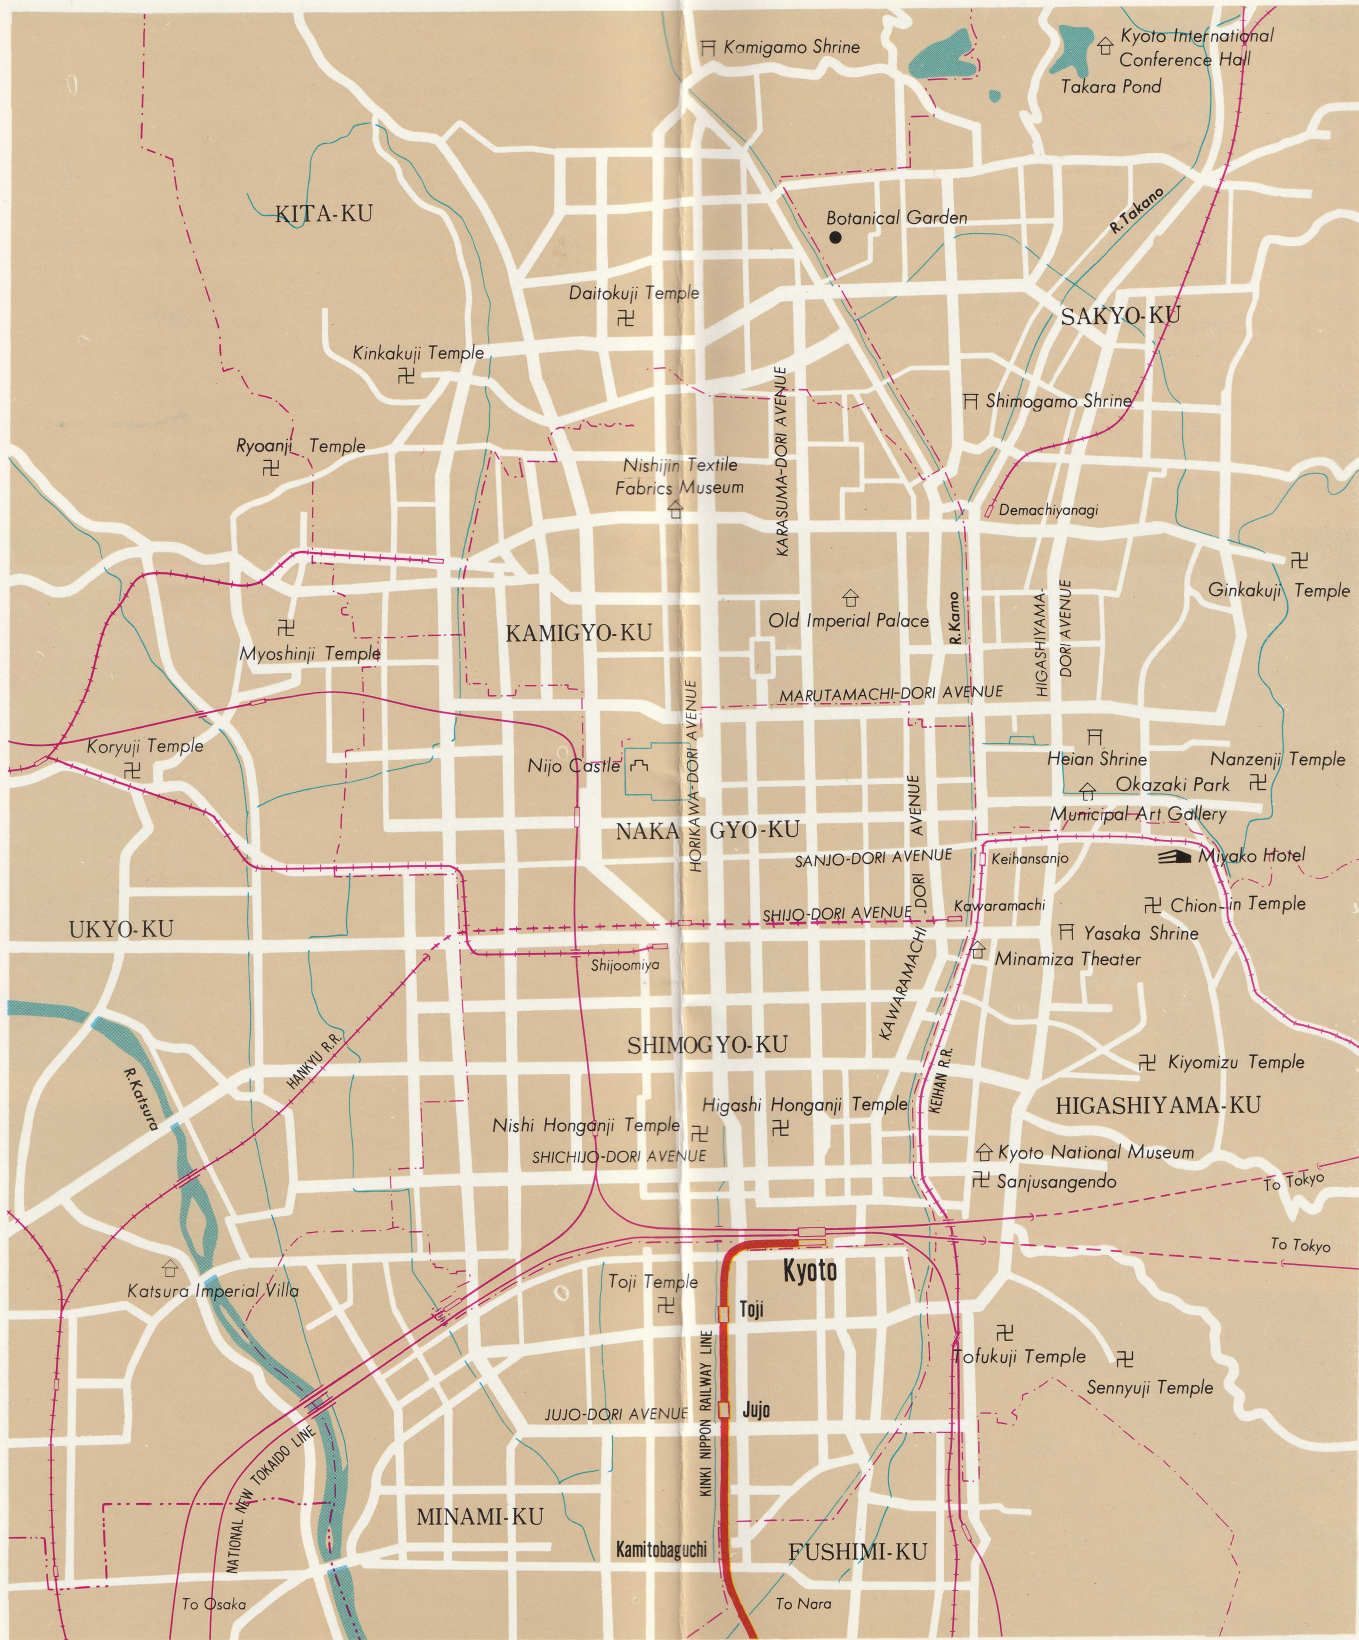 Kamigamo Shrine
Kyoto International
Conference Hall
Takara Pond
KITA-KU
R.Takano
Botanical Garden
Daitokuji Temple
SAKYO-KU
Kinkakuji Temple
KARASUMA-DORI AVENUE
Shimogamo Shrine
Ryoanji Temple
Nishijin Textile
Fabrics Museum
Demachiyanagi
Ginkakuji Temple
HIGASHIYAMA-
DORI AVENUE
R.Kamo
Old Imperial Palace
KAMIGYO-KU
Myoshinji Temple
MARUTAMACHI-DORI AVENUE
HORIKAWA-DORI AVENUE
Koryuji Temple
Nijo Castle
Heian Shrine
Nanzenji Temple
Okazaki Park
Municipal Art Gallery
NAKAGYO-KU
SANJO-DORI AVENUE
Keihansanjo
Miyako Hotel
KAWARAMACHI-DORI AVENUE
SHIJO-DORI AVENUE
Kawaramachi
Chion-in Temple
UKYO-KU
Yasaka Shrine
Minamiza Theater
Shijoomiya
SHIMOGYO-KU
HANKYU R.R.
Kiyomizu Temple
R.Katsura
KEIHAN R.R.
Higashi Honganji Temple
HIGASHIYAMA-KU
Nishi Honganji Temple
SHICHIJO-DORI AVENUE
Kyoto National Museum
Sanjusangendo
To Tokyo
To Tokyo
Kyoto
Katsura Imperial Villa
Toji Temple
Toji
Tofukuji Temple
Sennyuji Temple
KINKI NIPPON RAILWAY LINE
JUJO-DORI AVENUE
Jujo
NATIONAL NEW TOKAIDO LINE
MINAMI-KU
Kamitobaguchi
FUSHIMI-KU
To Osaka
To Nara